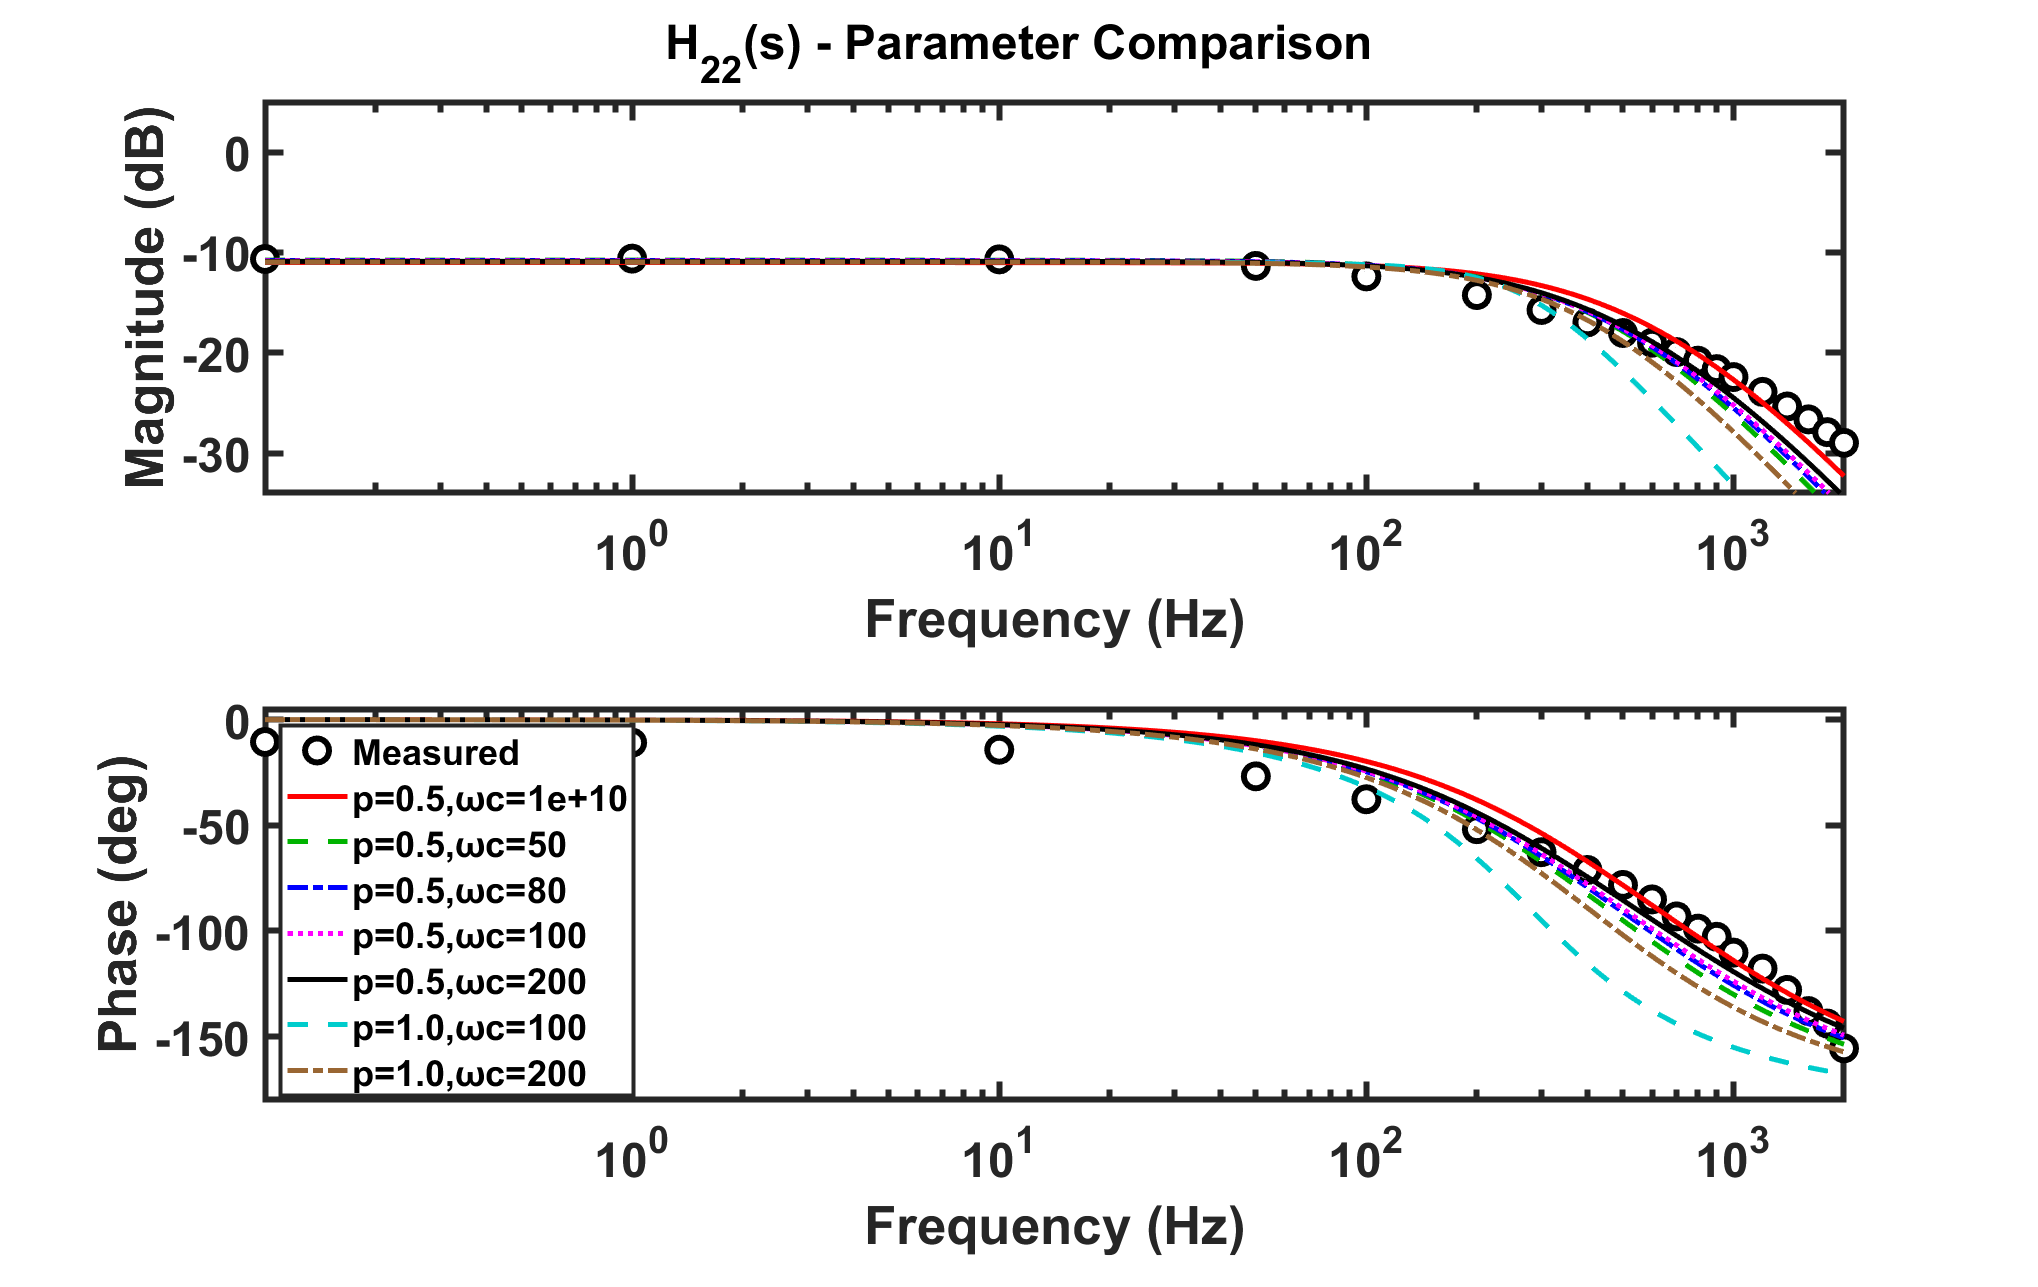 H22(s) - Parameter Comparison
Magnitude (dB)
0
-10
-20
-30
10^0 10^1 10^2 10^3
Frequency (Hz)
Phase (deg)
0
-50
-100
-150
Measured
p=0.5,ωc=1e+10
p=0.5,ωc=50
p=0.5,ωc=80
p=0.5,ωc=100
p=0.5,ωc=200
p=1.0,ωc=100
p=1.0,ωc=200
10^0 10^1 10^2 10^3
Frequency (Hz)